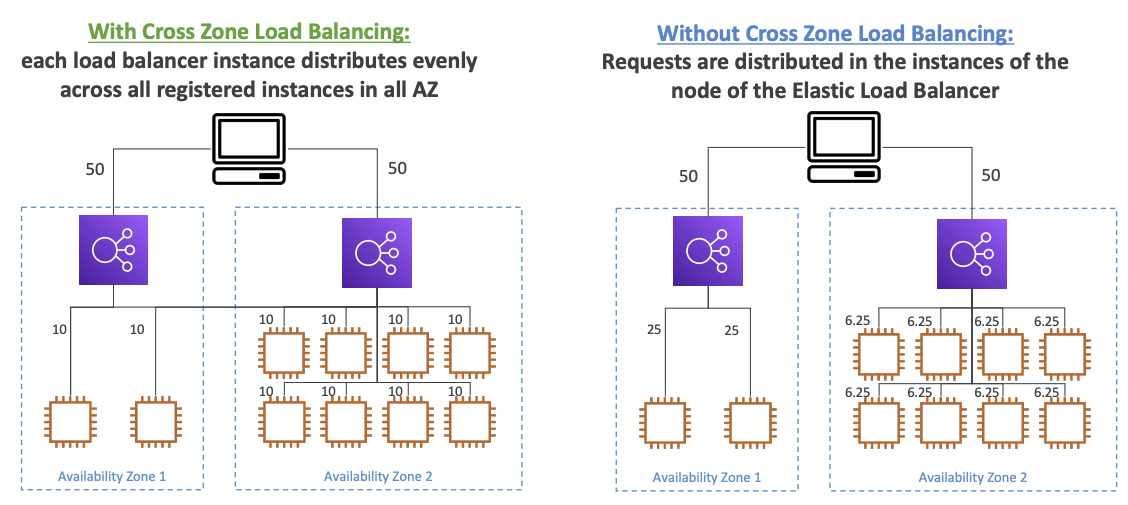 With Cross Zone Load Balancing:
each load balancer instance distributes evenly
across all registered instances in all AZ
50
50
10
10
10
10
10
10
10
10
10
10
Availability Zone 1
Availability Zone 2
Without Cross Zone Load Balancing:
Requests are distributed in the instances of the
node of the Elastic Load Balancer
50
50
25
25
6.25
6.25
6.25
6.25
6.25
6.25
6.25
6.25
Availability Zone 1
Availability Zone 2